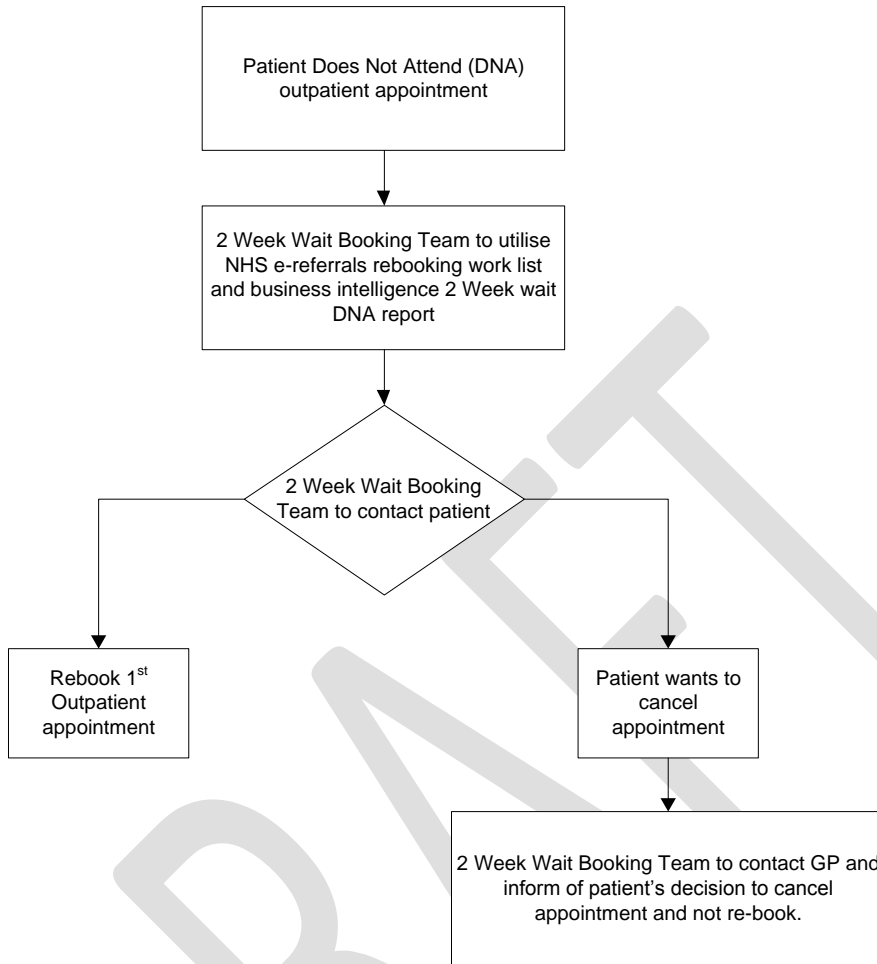 Patient Does Not Attend (DNA)
outpatient appointment
2 Week Wait Booking Team to utilise
NHS e-referrals rebooking work list
and business intelligence 2 Week wait
DNA report
2 Week Wait Booking
Team to contact patient
Rebook 1st
Outpatient
appointment
Patient wants to
cancel
appointment
2 Week Wait Booking Team to contact GP and
inform of patient’s decision to cancel
appointment and not re-book.
DRAFT